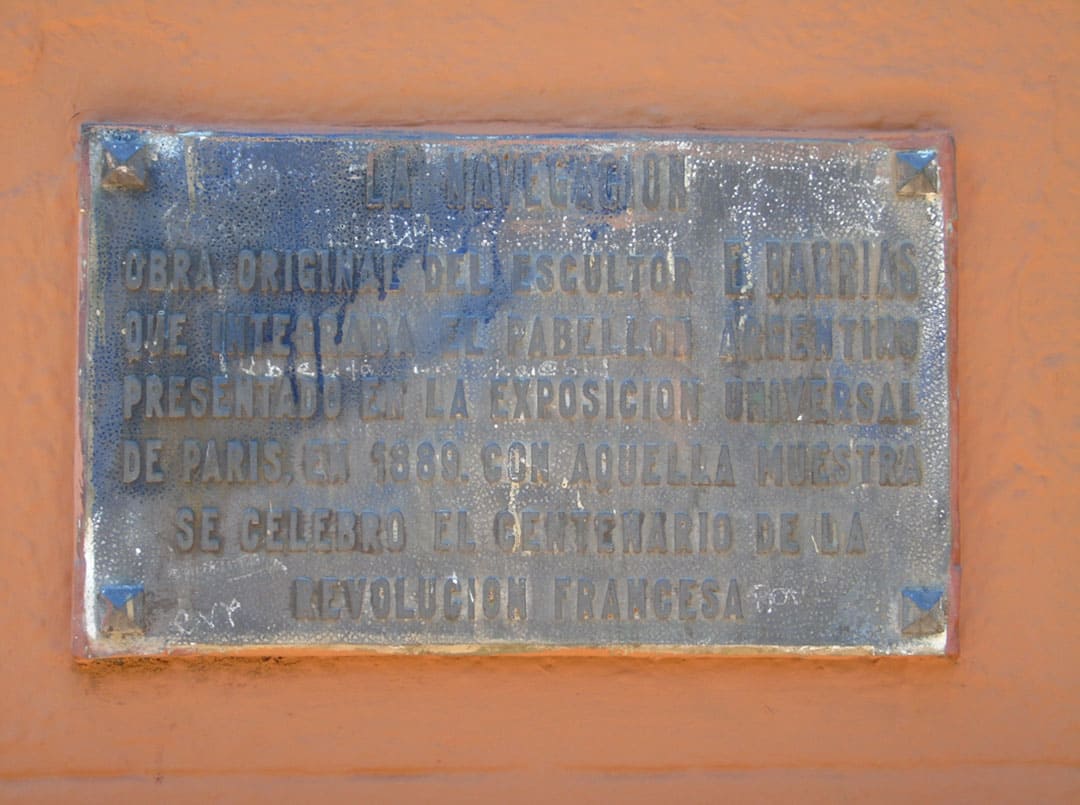 LA NAVEGACION
OBRA ORIGINAL DEL ESCULTOR E. BARRIAS
QUE INTEGRABA EL PABELLON ARGENTINO
PRESENTADO EN LA EXPOSICION UNIVERSAL
DE PARIS, EN 1889. CON AQUELLA MUESTRA
SE CELEBRO EL CENTENARIO DE LA
REVOLUCION FRANCESA